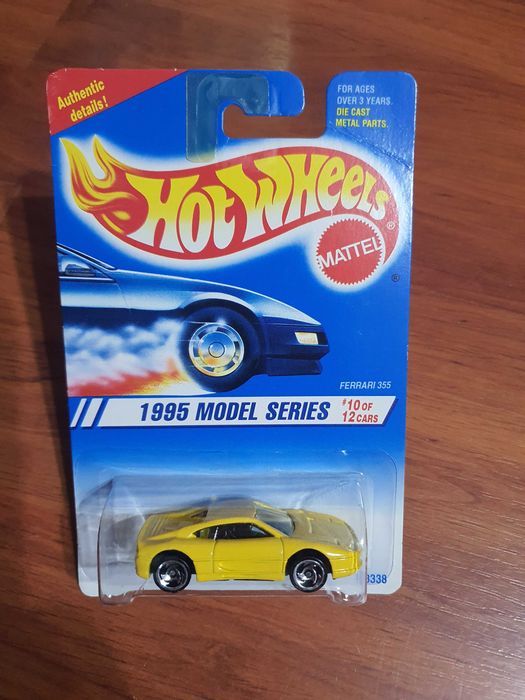 Authentic
details!
FOR AGES
OVER 3 YEARS.
DIE CAST
METAL PARTS.
HOT WHEELS®
MATTEL
®
FERRARI 355
1995 MODEL SERIES
#10 OF
12 CARS
3338